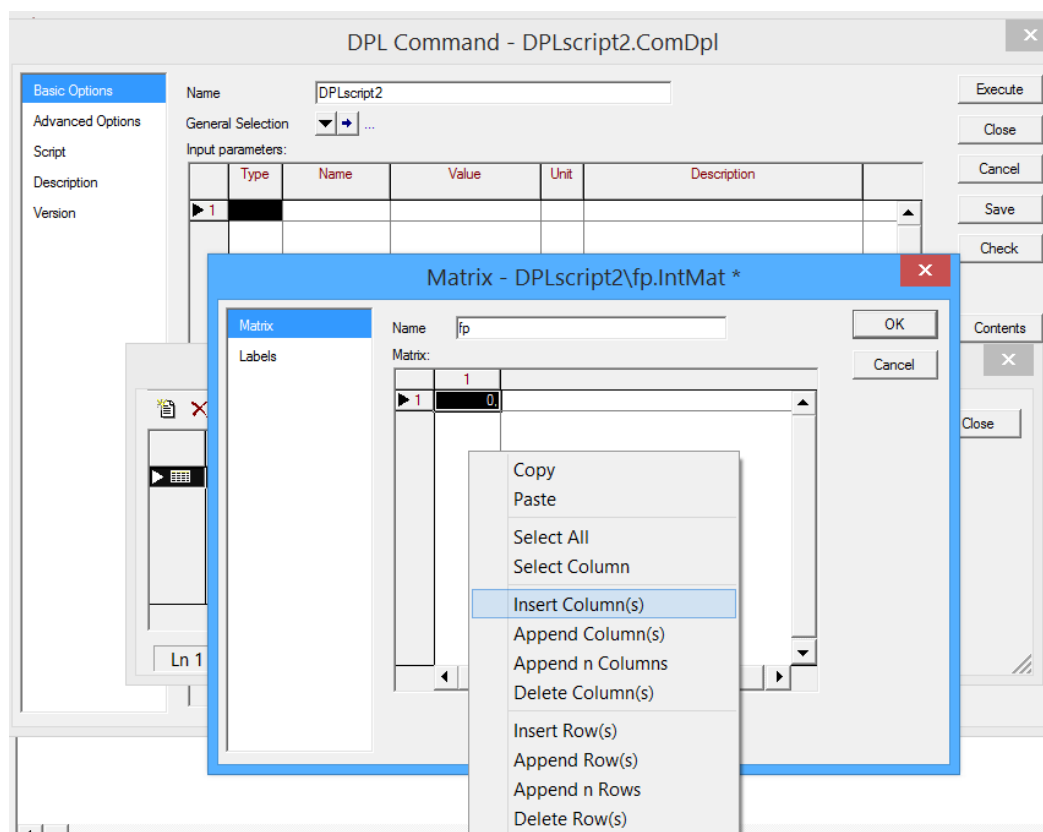 DPL Command - DPLscript2.ComDpl
Basic Options
Advanced Options
Script
Description
Version
Name DPLscript2
General Selection ...
Input parameters:
Type Name Value Unit Description
1
Execute
Close
Cancel
Save
Check
Contents
Matrix - DPLscript2\fp.IntMat *
Matrix
Labels
Name fp
Matrix:
1
1 0,
OK
Cancel
Close
Ln 1
Copy
Paste
Select All
Select Column
Insert Column(s)
Append Column(s)
Append n Columns
Delete Column(s)
Insert Row(s)
Append Row(s)
Append n Rows
Delete Row(s)